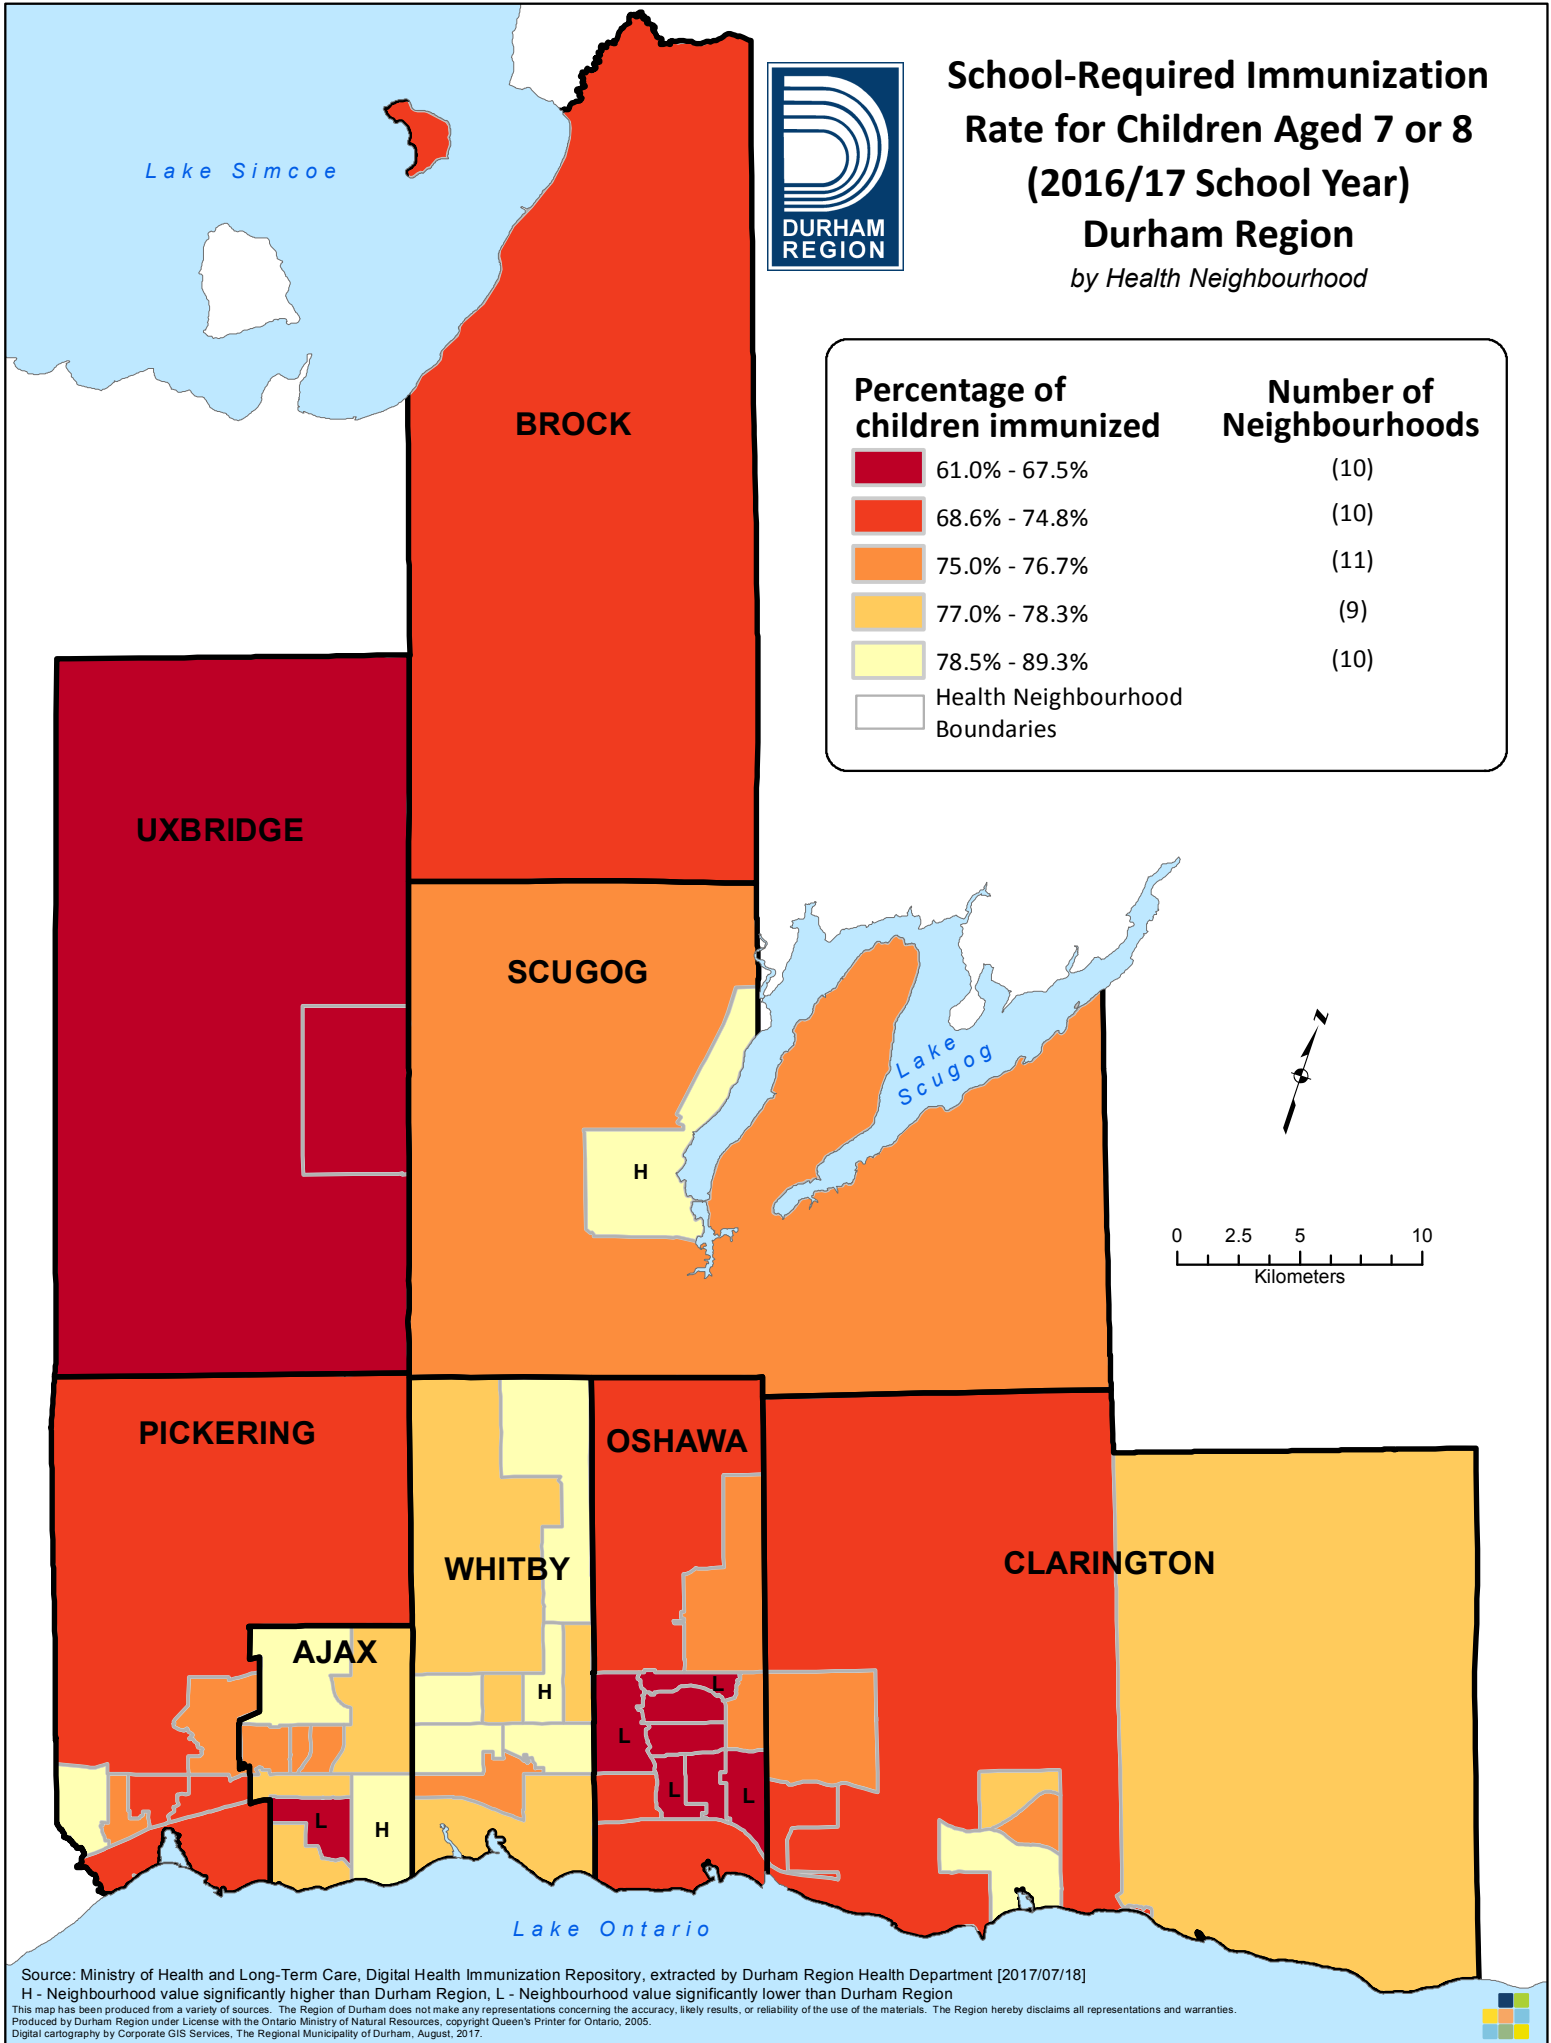 School-Required Immunization
Rate for Children Aged 7 or 8
(2016/17 School Year)
Durham Region
by Health Neighbourhood
DURHAM
REGION
Lake Simcoe
Percentage of
children immunized
Number of
Neighbourhoods
61.0% - 67.5% (10)
68.6% - 74.8% (10)
75.0% - 76.7% (11)
77.0% - 78.3% (9)
78.5% - 89.3% (10)
Health Neighbourhood
Boundaries
BROCK
UXBRIDGE
SCUGOG
Lake
Scugog
H
N
0 2.5 5 10
Kilometers
PICKERING
OSHAWA
WHITBY
CLARINGTON
AJAX
L
H
L
L
L
L
H
Lake Ontario
Source: Ministry of Health and Long-Term Care, Digital Health Immunization Repository, extracted by Durham Region Health Department [2017/07/18]
H - Neighbourhood value significantly higher than Durham Region, L - Neighbourhood value significantly lower than Durham Region
This map has been produced from a variety of sources. The Region of Durham does not make any representations concerning the accuracy, likely results, or reliability of the use of the materials. The Region hereby disclaims all representations and warranties.
Produced by Durham Region under License with the Ontario Ministry of Natural Resources, copyright Queen's Printer for Ontario, 2005.
Digital cartography by Corporate GIS Services, The Regional Municipality of Durham, August, 2017.